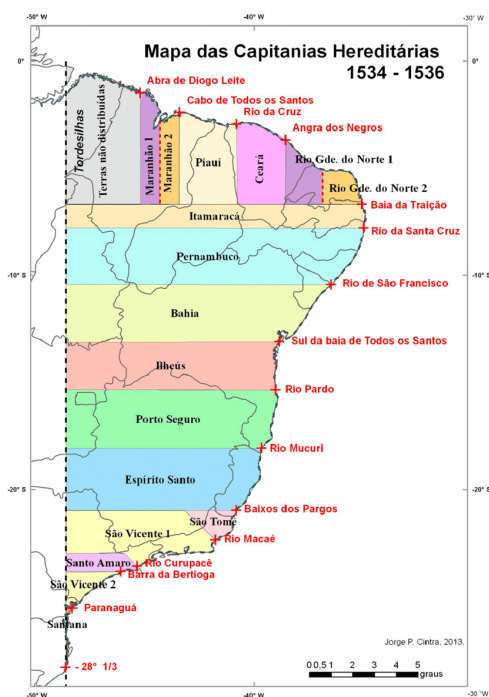 -50° W
-40° W
-30° W
Mapa das Capitanias Hereditárias
1534 - 1536
0°
Abra de Diogo Leite
Cabo de Todos os Santos
Rio da Cruz
Angra dos Negros
Tordesilhas
Terras não distribuídas
Maranhão 1
Maranhão 2
Piauí
Ceará
Rio Gde. do Norte 1
Rio Gde. do Norte 2
Baia da Traição
Itamaracá
Rio da Santa Cruz
Pernambuco
-10° S
-10° S
Rio de São Francisco
Bahia
Sul da baia de Todos os Santos
Ilhéus
Rio Pardo
Porto Seguro
Rio Mucuri
Espírito Santo
-20° S
-20° S
Baixos dos Pargos
São Tomé
São Vicente 1
Rio Macaé
Santo Amaro
Rio Curupacê
Barra da Bertioga
São Vicente 2
Paranaguá
Santana
Jorge P. Cintra, 2013.
- 28° 1/3
0 0,5 1 2 3 4 5
graus
-50° W
-40° W
-30 ° W